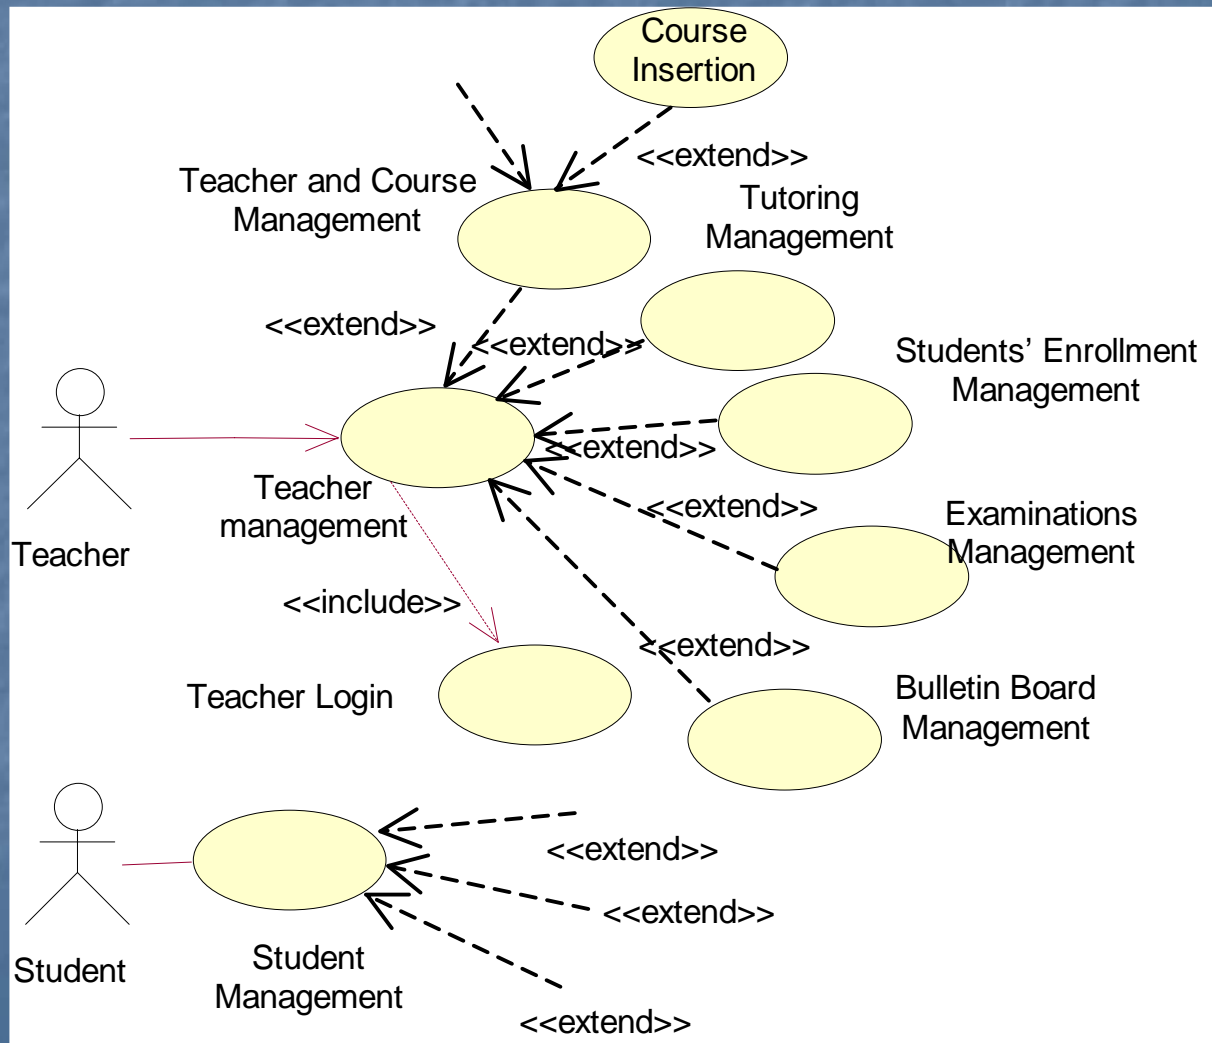 Course
Insertion
<<extend>>
Teacher and Course
Management
Tutoring
Management
<<extend>>
<<extend>>
Students’ Enrollment
Management
<<extend>>
Teacher
management
<<extend>>
Examinations
Management
Teacher
<<include>>
<<extend>>
Teacher Login
Bulletin Board
Management
<<extend>>
<<extend>>
Student
Student
Management
<<extend>>